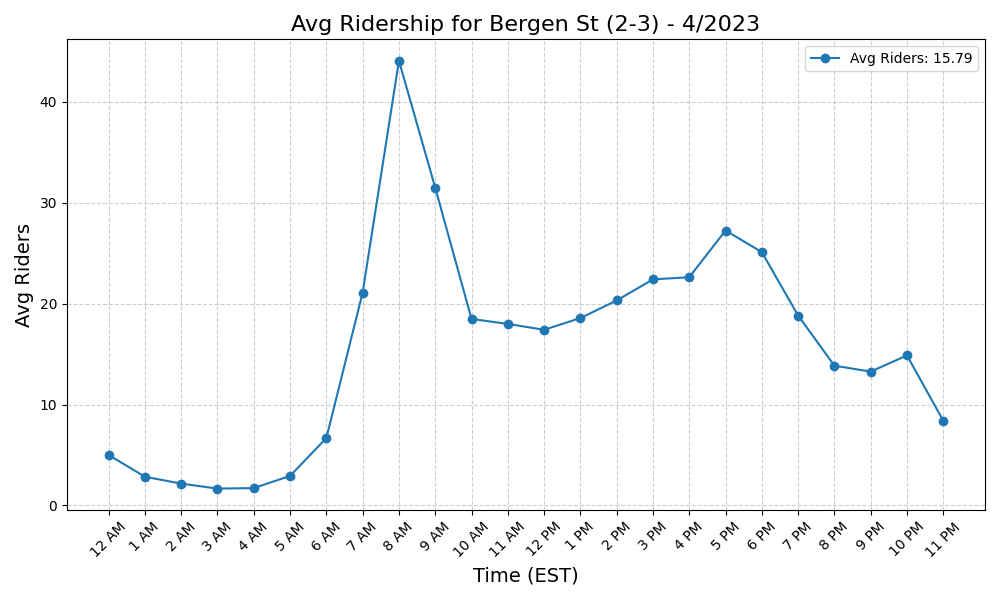 Avg Ridership for Bergen St (2-3) - 4/2023
Avg Riders: 15.79
Avg Riders
40
30
20
10
0
12 AM
1 AM
2 AM
3 AM
4 AM
5 AM
6 AM
7 AM
8 AM
9 AM
10 AM
11 AM
12 PM
1 PM
2 PM
3 PM
4 PM
5 PM
6 PM
7 PM
8 PM
9 PM
10 PM
11 PM
Time (EST)